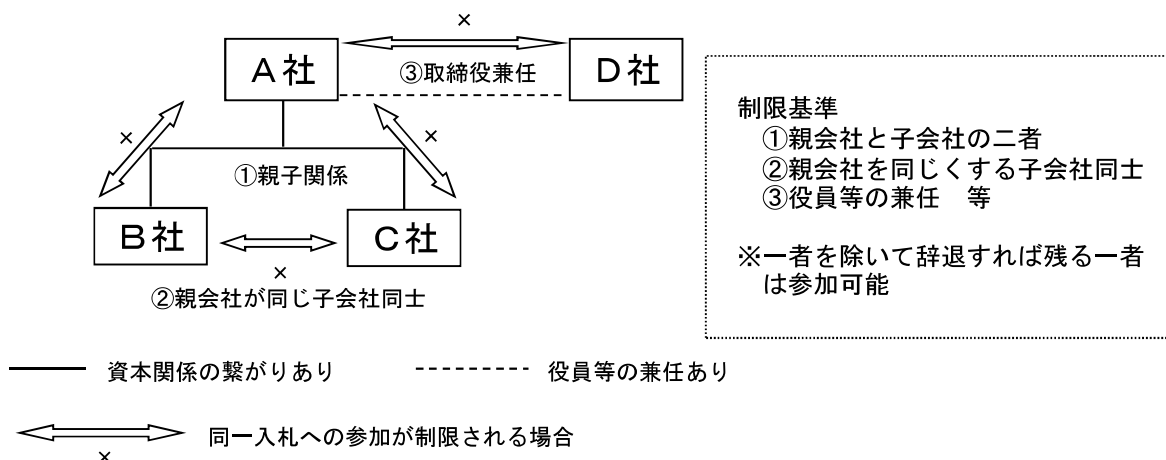 ×
A社
③取締役兼任
D社
×
×
①親子関係
B社
C社
×
②親会社が同じ子会社同士
制限基準
①親会社と子会社の二者
②親会社を同じくする子会社同士
③役員等の兼任　等
※一者を除いて辞退すれば残る一者
は参加可能
資本関係の繋がりあり
役員等の兼任あり
同一入札への参加が制限される場合
×